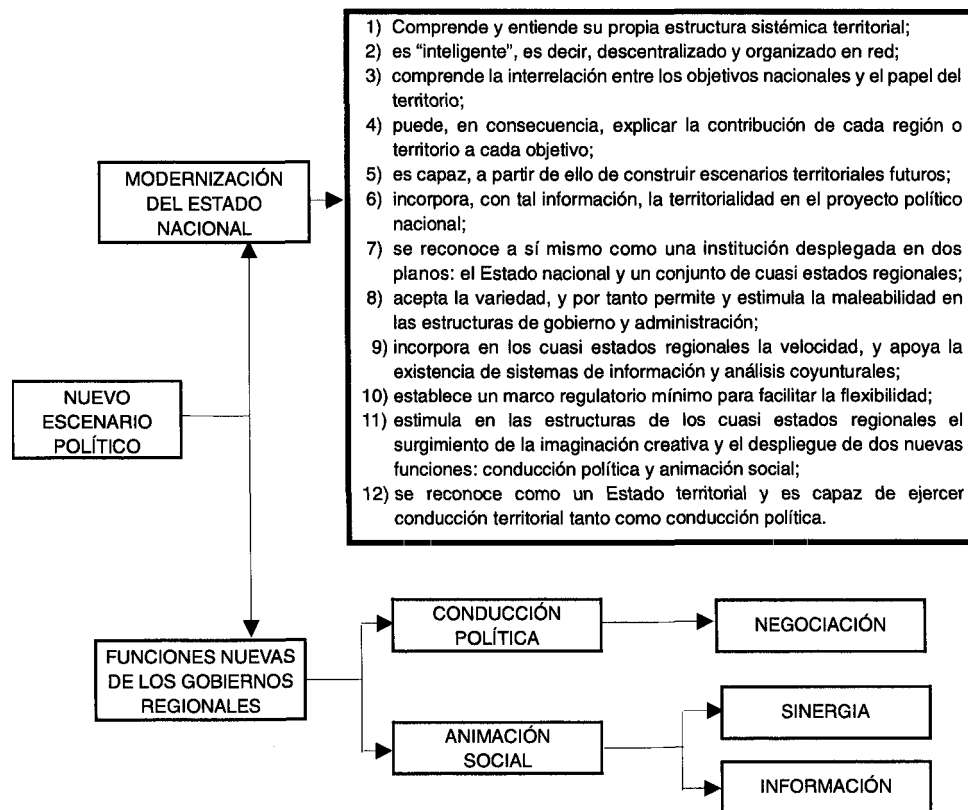 1) Comprende y entiende su propia estructura sistémica territorial;
2) es "inteligente", es decir, descentralizado y organizado en red;
3) comprende la interrelación entre los objetivos nacionales y el papel del
territorio;
4) puede, en consecuencia, explicar la contribución de cada región o
territorio a cada objetivo;
5) es capaz, a partir de ello de construir escenarios territoriales futuros;
6) incorpora, con tal información, la territorialidad en el proyecto político
nacional;
7) se reconoce a sí mismo como una institución desplegada en dos
planos: el Estado nacional y un conjunto de cuasi estados regionales;
8) acepta la variedad, y por tanto permite y estimula la maleabilidad en
las estructuras de gobierno y administración;
9) incorpora en los cuasi estados regionales la velocidad, y apoya la
existencia de sistemas de información y análisis coyunturales;
10) establece un marco regulatorio mínimo para facilitar la flexibilidad;
11) estimula en las estructuras de los cuasi estados regionales el
surgimiento de la imaginación creativa y el despliegue de dos nuevas
funciones: conducción política y animación social;
12) se reconoce como un Estado territorial y es capaz de ejercer
conducción territorial tanto como conducción política.
MODERNIZACIÓN
DEL ESTADO
NACIONAL
NUEVO
ESCENARIO
POLÍTICO
FUNCIONES NUEVAS
DE LOS GOBIERNOS
REGIONALES
CONDUCCIÓN
POLÍTICA
NEGOCIACIÓN
ANIMACIÓN
SOCIAL
SINERGIA
INFORMACIÓN